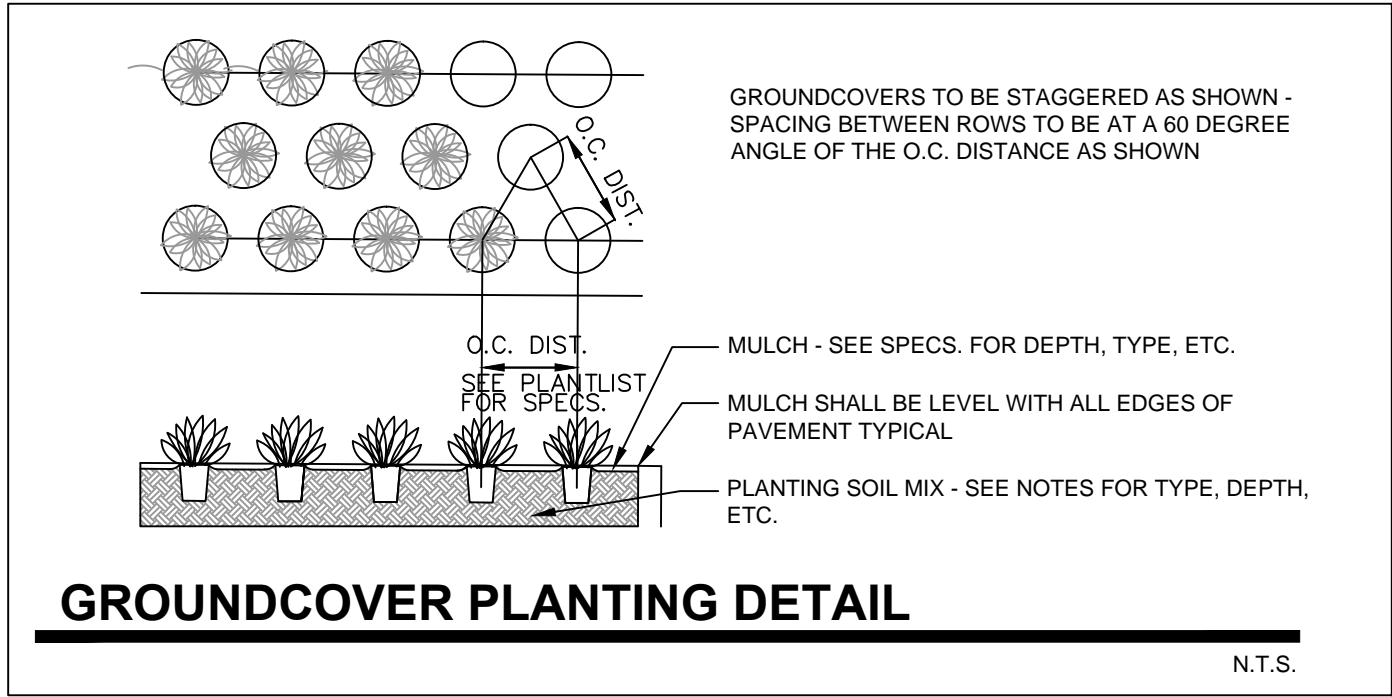 GROUNDCOVERS TO BE STAGGERED AS SHOWN -
SPACING BETWEEN ROWS TO BE AT A 60 DEGREE
ANGLE OF THE O.C. DISTANCE AS SHOWN
O.C. DIST.
O.C. DIST.
SEE PLANTLIST
FOR SPECS.
MULCH - SEE SPECS. FOR DEPTH, TYPE, ETC.
MULCH SHALL BE LEVEL WITH ALL EDGES OF
PAVEMENT TYPICAL
PLANTING SOIL MIX - SEE NOTES FOR TYPE, DEPTH,
ETC.
GROUNDCOVER PLANTING DETAIL
N.T.S.